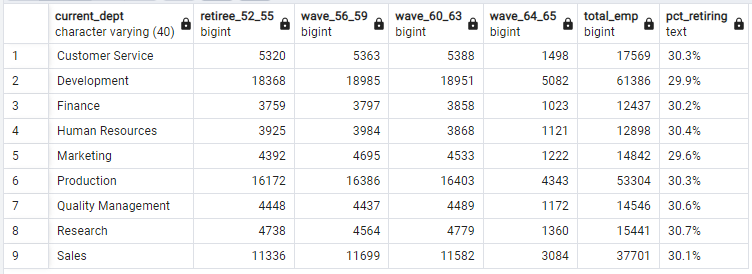 current_dept retiree_52_55 wave_56_59 wave_60_63 wave_64_65 total_emp pct_retiring
character varying (40) bigint bigint bigint bigint bigint text
1 Customer Service 5320 5363 5388 1498 17569 30.3%
2 Development 18368 18985 18951 5082 61386 29.9%
3 Finance 3759 3797 3858 1023 12437 30.2%
4 Human Resources 3925 3984 3868 1121 12898 30.4%
5 Marketing 4392 4695 4533 1222 14842 29.6%
6 Production 16172 16386 16403 4343 53304 30.3%
7 Quality Management 4448 4437 4489 1172 14546 30.6%
8 Research 4738 4564 4779 1360 15441 30.7%
9 Sales 11336 11699 11582 3084 37701 30.1%